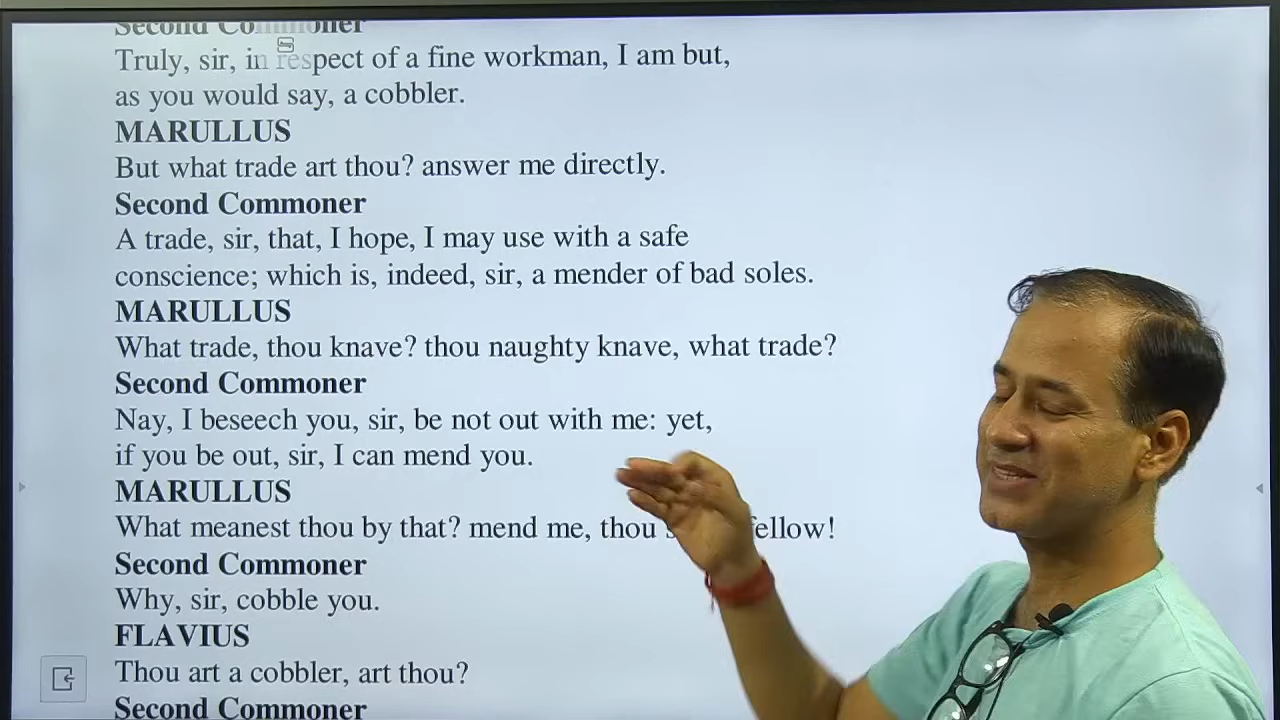 Second Commoner
Truly, sir, in respect of a fine workman, I am but,
as you would say, a cobbler.
MARULLUS
But what trade art thou? answer me directly.
Second Commoner
A trade, sir, that, I hope, I may use with a safe
conscience; which is, indeed, sir, a mender of bad soles.
MARULLUS
What trade, thou knave? thou naughty knave, what trade?
Second Commoner
Nay, I beseech you, sir, be not out with me: yet,
if you be out, sir, I can mend you.
MARULLUS
What meanest thou by that? mend me, thou fellow!
Second Commoner
Why, sir, cobble you.
FLAVIUS
Thou art a cobbler, art thou?
Second Commoner